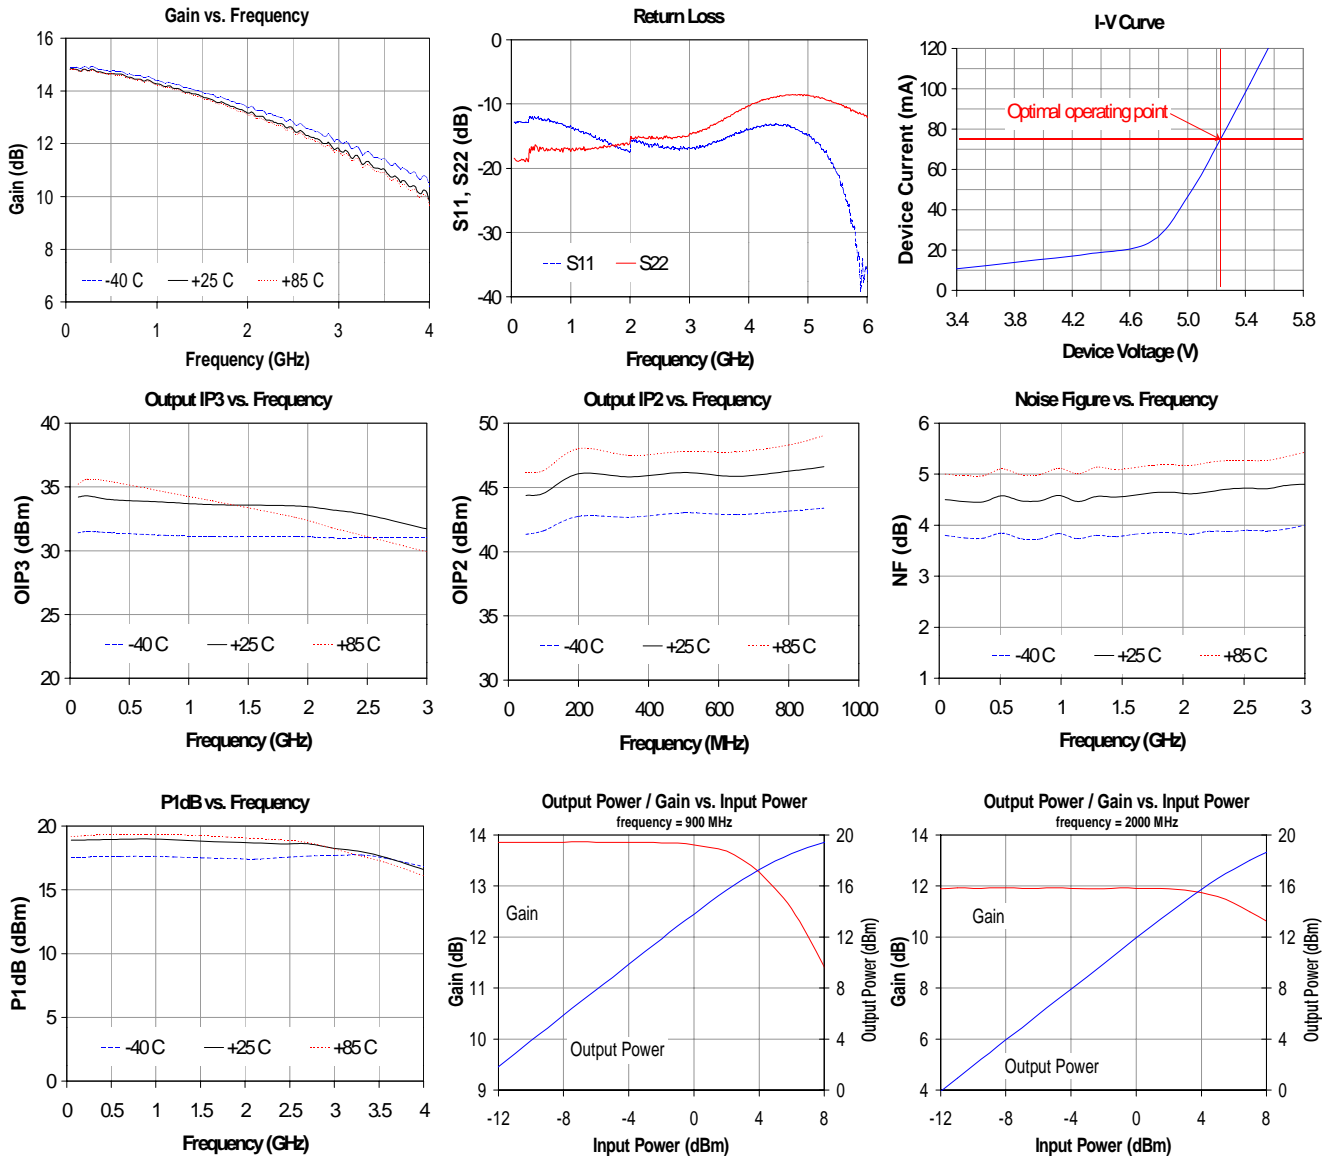 Gain vs. Frequency
16
14
12
10
8
6
Gain (dB)
-40 C
+25 C
+85 C
0
1
2
3
4
Frequency (GHz)
Return Loss
0
-10
-20
-30
-40
S11, S22 (dB)
S11
S22
0
1
2
3
4
5
6
Frequency (GHz)
I-V Curve
120
100
80
60
40
20
0
Device Current (mA)
Optimal operating point
3.4
3.8
4.2
4.6
5.0
5.4
5.8
Device Voltage (V)
Output IP3 vs. Frequency
40
35
30
25
20
OIP3 (dBm)
-40 C
+25 C
+85 C
0
0.5
1
1.5
2
2.5
3
Frequency (GHz)
Output IP2 vs. Frequency
50
45
40
35
30
OIP2 (dBm)
-40 C
+25 C
+85 C
0
200
400
600
800
1000
Frequency (MHz)
Noise Figure vs. Frequency
6
5
4
3
2
1
NF (dB)
-40 C
+25 C
+85 C
0
0.5
1
1.5
2
2.5
3
Frequency (GHz)
P1dB vs. Frequency
20
15
10
5
0
P1dB (dBm)
-40 C
+25 C
+85 C
0
0.5
1
1.5
2
2.5
3
3.5
4
Frequency (GHz)
Output Power / Gain vs. Input Power
frequency = 900 MHz
14
13
12
11
10
9
Gain (dB)
Gain
Output Power
20
16
12
8
4
0
Output Power (dBm)
-12
-8
-4
0
4
8
Input Power (dBm)
Output Power / Gain vs. Input Power
frequency = 2000 MHz
14
12
10
8
6
4
Gain (dB)
Gain
Output Power
20
16
12
8
4
0
Output Power (dBm)
-12
-8
-4
0
4
8
Input Power (dBm)